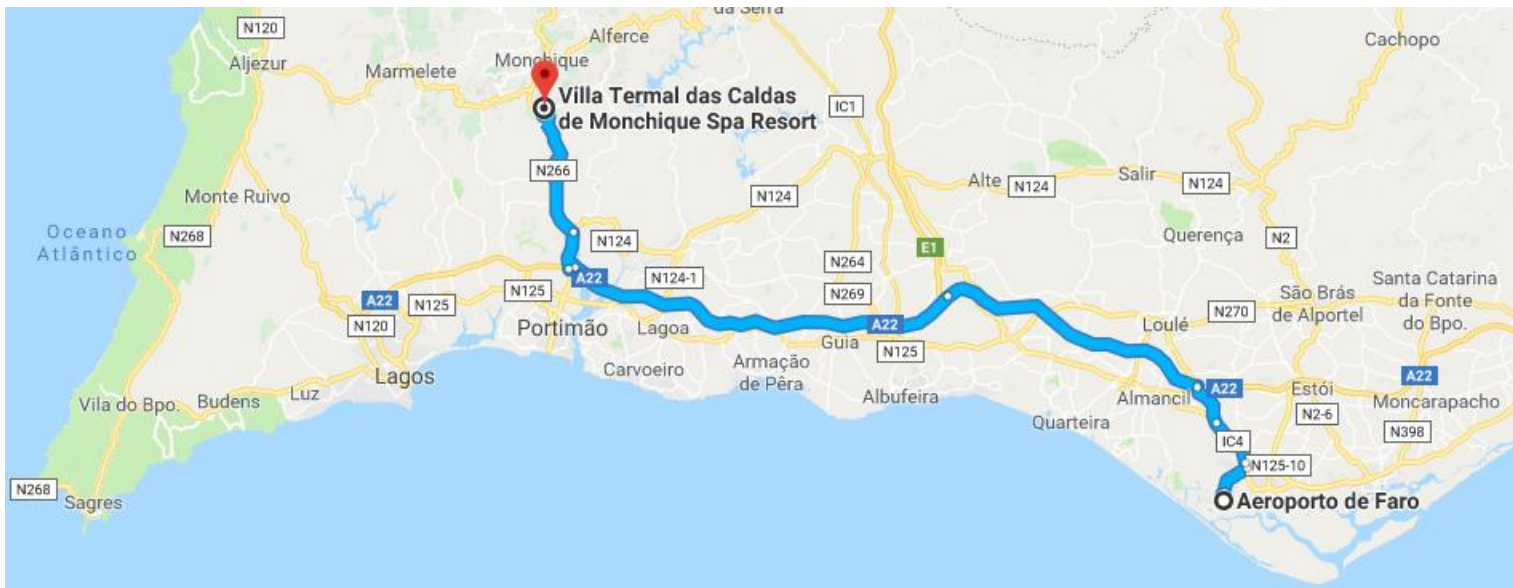 da Serra
N120
Alferce
Cachopo
Monchique
Aljezur
Marmelete
Villa Termal das Caldas
de Monchique Spa Resort
IC1
N266
Alte
N124
Salir
N124
N124
Monte Ruivo
Oceano
Atlântico
N268
N124
E1
Querença
N2
N264
A22
N124-1
N269
Santa Catarina
da Fonte
do Bpo.
São Brás
de Alportel
A22
N125
N125
N120
Portimão
Lagoa
Guia
A22
Loulé
N270
N125
Armação
de Pêra
Carvoeiro
Lagos
Albufeira
Almancil
A22
Estói
A22
Moncarapacho
Vila do Bpo.
Budens
Luz
Quarteira
N2-6
N398
IC4
N125-10
N268
Sagres
Aeroporto de Faro